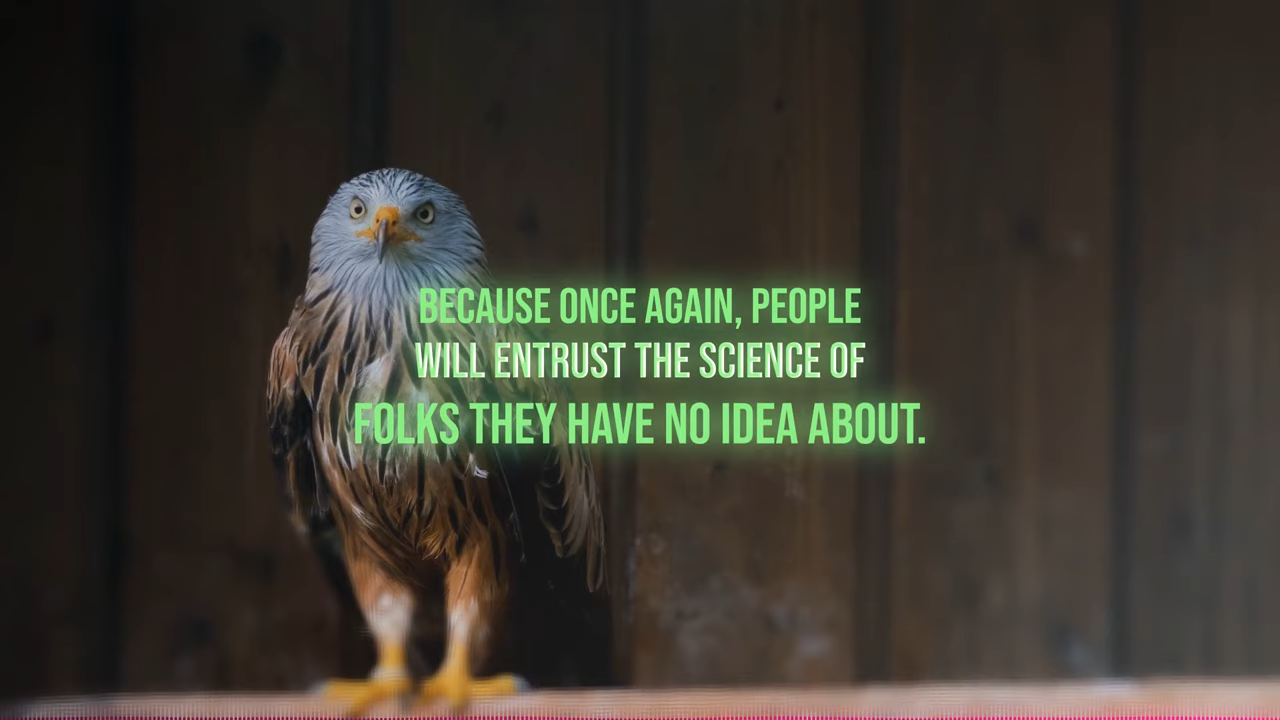 BECAUSE ONCE AGAIN, PEOPLE
WILL ENTRUST THE SCIENCE OF
FOLKS THEY HAVE NO IDEA ABOUT.